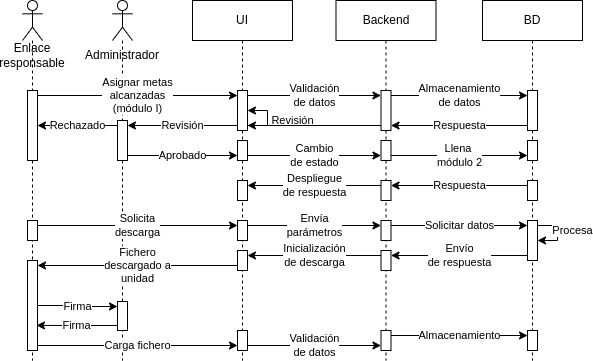 UI
Backend
BD
Enlace
responsable
Administrador
Asignar metas
alcanzadas
(módulo I)
Validación
de datos
Almacenamiento
de datos
Revisión
Rechazado
Revisión
Respuesta
Aprobado
Cambio
de estado
Llena
módulo 2
Despliegue
de respuesta
Respuesta
Solicita
descarga
Envía
parámetros
Solicitar datos
Procesa
Fichero
descargado a
unidad
Inicialización
de descarga
Envío
de respuesta
Firma
Firma
Carga fichero
Validación
de datos
Almacenamiento